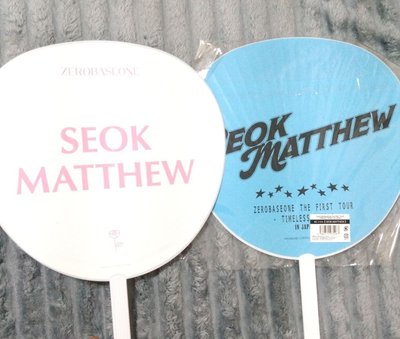 ZEROBASEONE
SEOK
MATTHEW
SEOK
MATTHEW
ZEROBASEONE THE FIRST TOUR
- TIMELESS
IN JAP